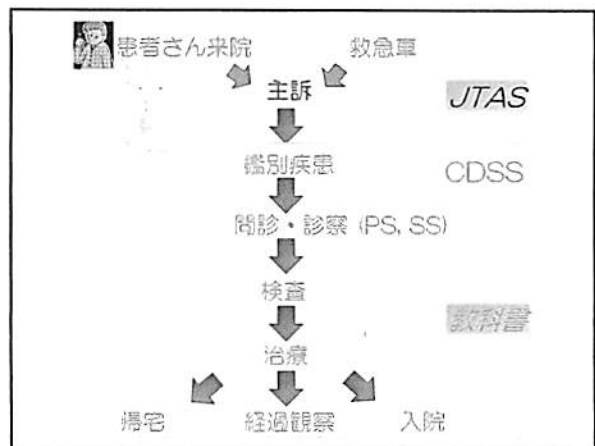 患者さん来院 救急車
主訴 JTAS
鑑別疾患 CDSS
問診・診察 (PS, SS)
検査
教科書
治療
帰宅 経過観察 入院